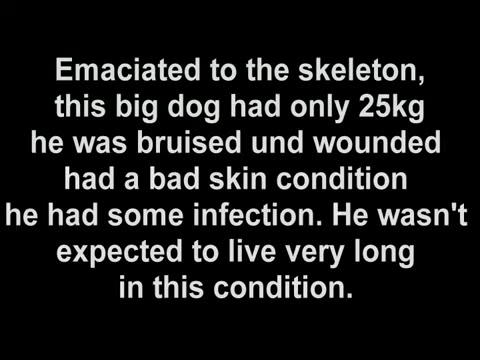 Emaciated to the skeleton,
this big dog had only 25kg
he was bruised und wounded
had a bad skin condition
he had some infection. He wasn't
expected to live very long
in this condition.